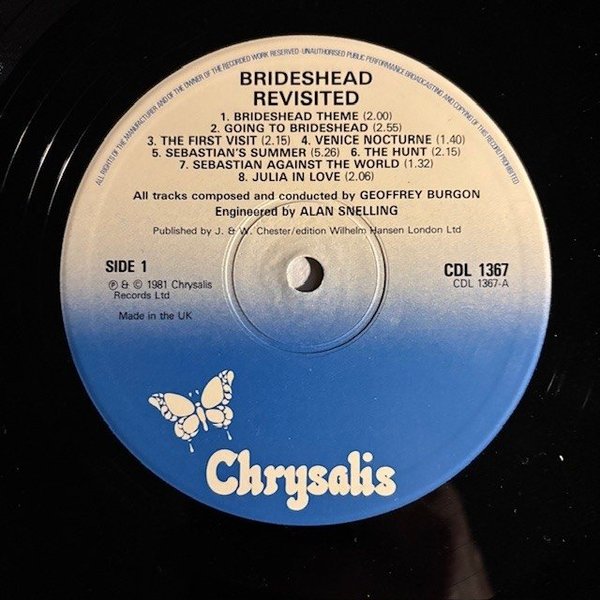 ALL RIGHTS OF THE MANUFACTURER AND OF THE OWNER OF THE RECORDED WORK RESERVED · UNAUTHORISED PUBLIC PERFORMANCE BROADCASTING AND COPYING OF THIS RECORD PROHIBITED
BRIDESHEAD
REVISITED
1. BRIDESHEAD THEME (2.00)
2. GOING TO BRIDESHEAD (2.55)
3. THE FIRST VISIT (2.15) 4. VENICE NOCTURNE (1.40)
5. SEBASTIAN'S SUMMER (5.26) 6. THE HUNT (2.15)
7. SEBASTIAN AGAINST THE WORLD (1.32)
8. JULIA IN LOVE (2.06)
All tracks composed and conducted by GEOFFREY BURGON
Engineered by ALAN SNELLING
Published by J. & W. Chester/edition Wilhelm Hansen London Ltd
SIDE 1
℗ & © 1981 Chrysalis
Records Ltd
Made in the UK
CDL 1367
CDL 1367-A
Chrysalis